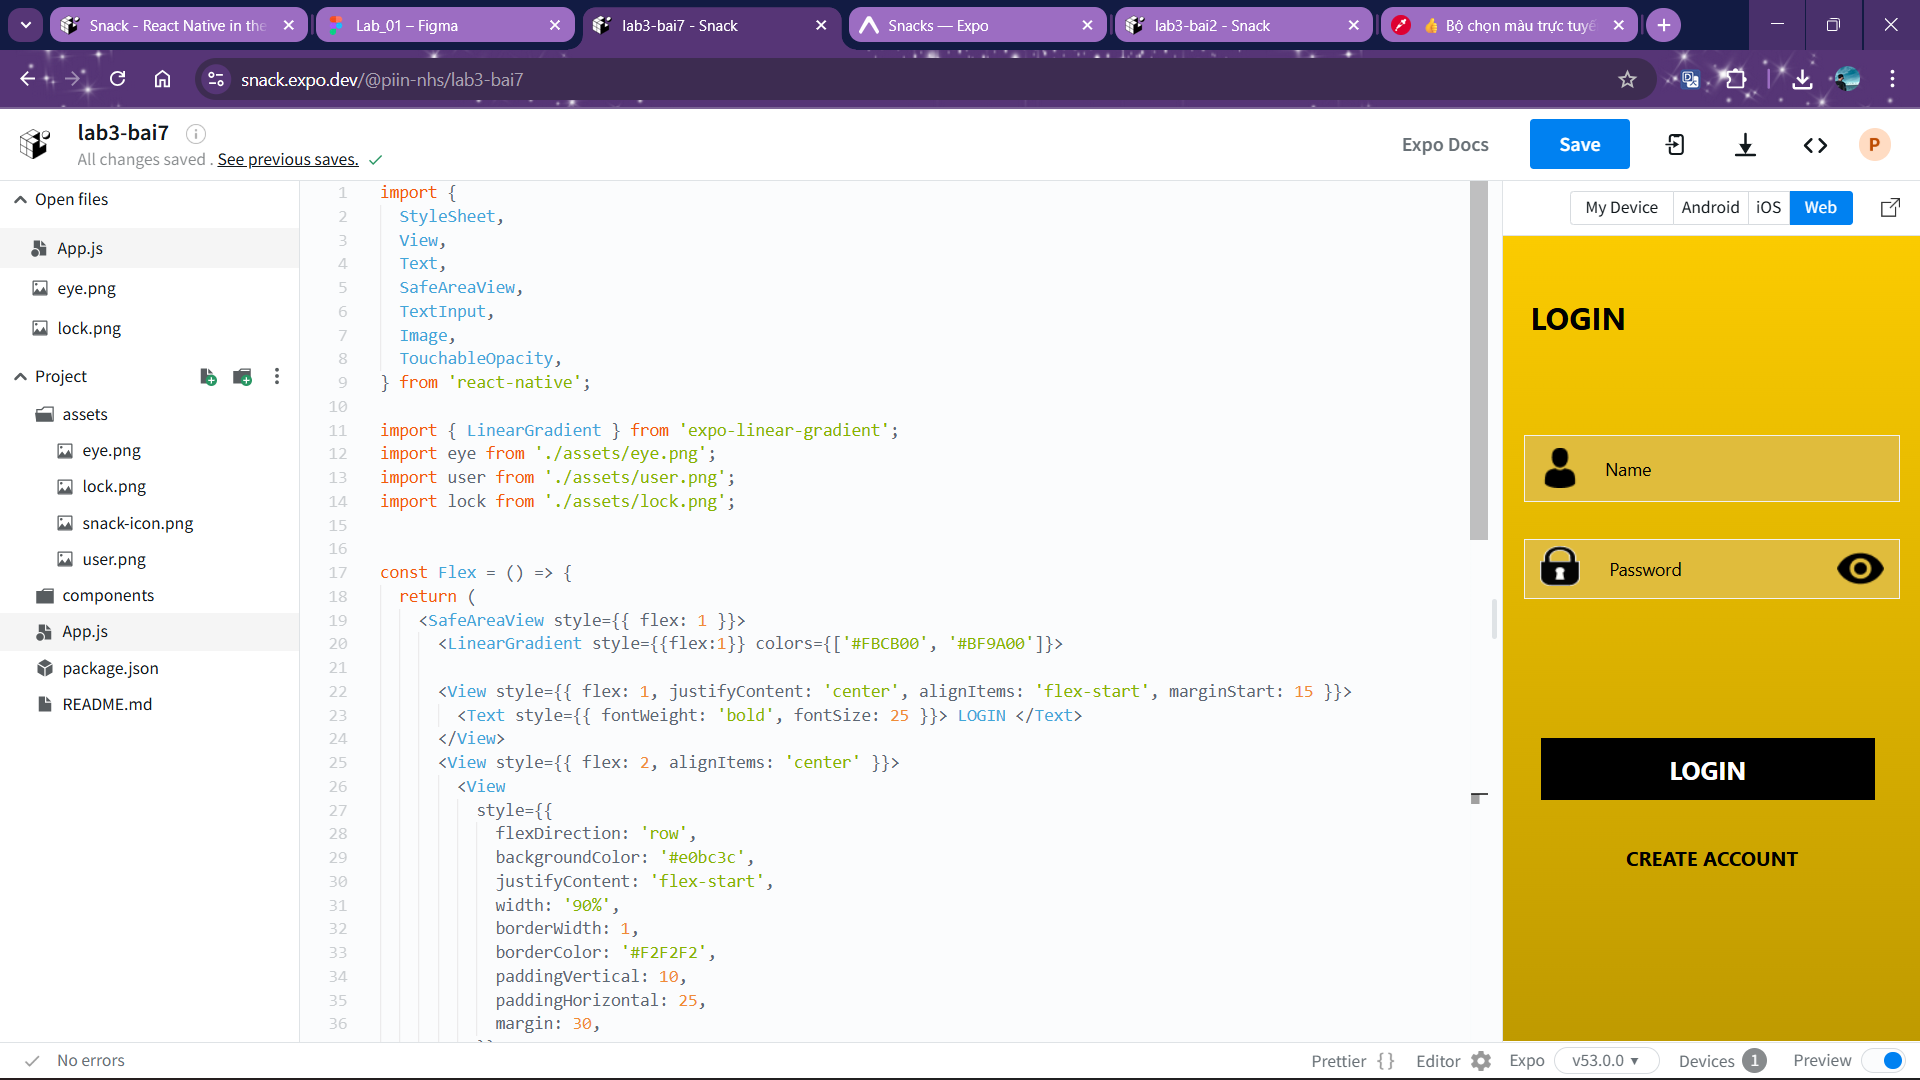 Snack - React Native in the
Lab_01 – Figma
lab3-bai7 - Snack
Snacks — Expo
lab3-bai2 - Snack
👍 Bộ chọn màu trực tuyế
snack.expo.dev/@piin-nhs/lab3-bai7
lab3-bai7
All changes saved . See previous saves.
Expo Docs
Save
P
Open files
App.js
eye.png
lock.png
Project
assets
eye.png
lock.png
snack-icon.png
user.png
components
App.js
package.json
README.md
1 import {
2 StyleSheet,
3 View,
4 Text,
5 SafeAreaView,
6 TextInput,
7 Image,
8 TouchableOpacity,
9 } from 'react-native';
10
11 import { LinearGradient } from 'expo-linear-gradient';
12 import eye from './assets/eye.png';
13 import user from './assets/user.png';
14 import lock from './assets/lock.png';
15
16
17 const Flex = () => {
18 return (
19 <SafeAreaView style={{ flex: 1 }}>
20 <LinearGradient style={{flex:1}} colors={['#FBCB00', '#BF9A00']}>
21
22 <View style={{ flex: 1, justifyContent: 'center', alignItems: 'flex-start', marginStart: 15 }}>
23 <Text style={{ fontWeight: 'bold', fontSize: 25 }}> LOGIN </Text>
24 </View>
25 <View style={{ flex: 2, alignItems: 'center' }}>
26 <View
27 style={{
28 flexDirection: 'row',
29 backgroundColor: '#e0bc3c',
30 justifyContent: 'flex-start',
31 width: '90%',
32 borderWidth: 1,
33 borderColor: '#F2F2F2',
34 paddingVertical: 10,
35 paddingHorizontal: 25,
36 margin: 30,
My Device
Android
iOS
Web
LOGIN
Name
Password
LOGIN
CREATE ACCOUNT
No errors
Prettier {}
Editor
Expo
v53.0.0
Devices 1
Preview